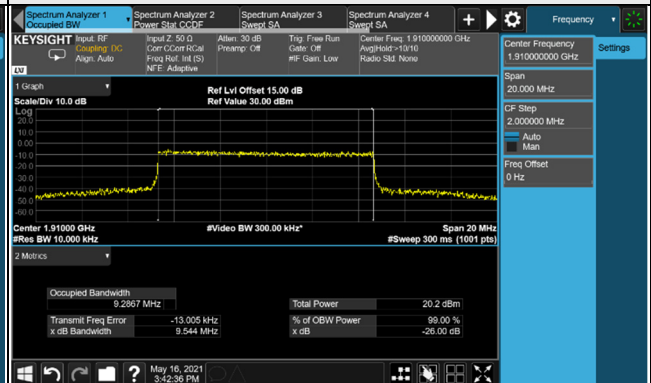 Spectrum Analyzer 1
Occupied BW
Spectrum Analyzer 2
Power Stat CCDF
Spectrum Analyzer 3
Swept SA
Spectrum Analyzer 4
Swept SA
Frequency
KEYSIGHT
LXI
Input: RF
Coupling: DC
Align: Auto
Input Z: 50 Ω
Corr CCorr RCal
Freq Ref: Int (S)
NFE: Adaptive
Atten: 30 dB
Preamp: Off
Trig: Free Run
Gate: Off
#IF Gain: Low
Center Freq: 1.910000000 GHz
Avg|Hold:>10/10
Radio Std: None
Center Frequency
1.910000000 GHz
Settings
Span
20.000 MHz
CF Step
2.000000 MHz
Auto
Man
Freq Offset
0 Hz
1 Graph
Scale/Div 10.0 dB
Ref Lvl Offset 15.00 dB
Ref Value 30.00 dBm
Log
20.0
10.0
0.00
-10.0
-20.0
-30.0
-40.0
-50.0
-60.0
Center 1.91000 GHz
#Res BW 10.000 kHz
#Video BW 300.00 kHz*
Span 20 MHz
#Sweep 300 ms (1001 pts)
2 Metrics
Occupied Bandwidth
9.2867 MHz
Total Power 20.2 dBm
Transmit Freq Error -13.005 kHz
% of OBW Power 99.00 %
x dB Bandwidth 9.544 MHz
x dB -26.00 dB
?
May 16, 2021
3:42:36 PM